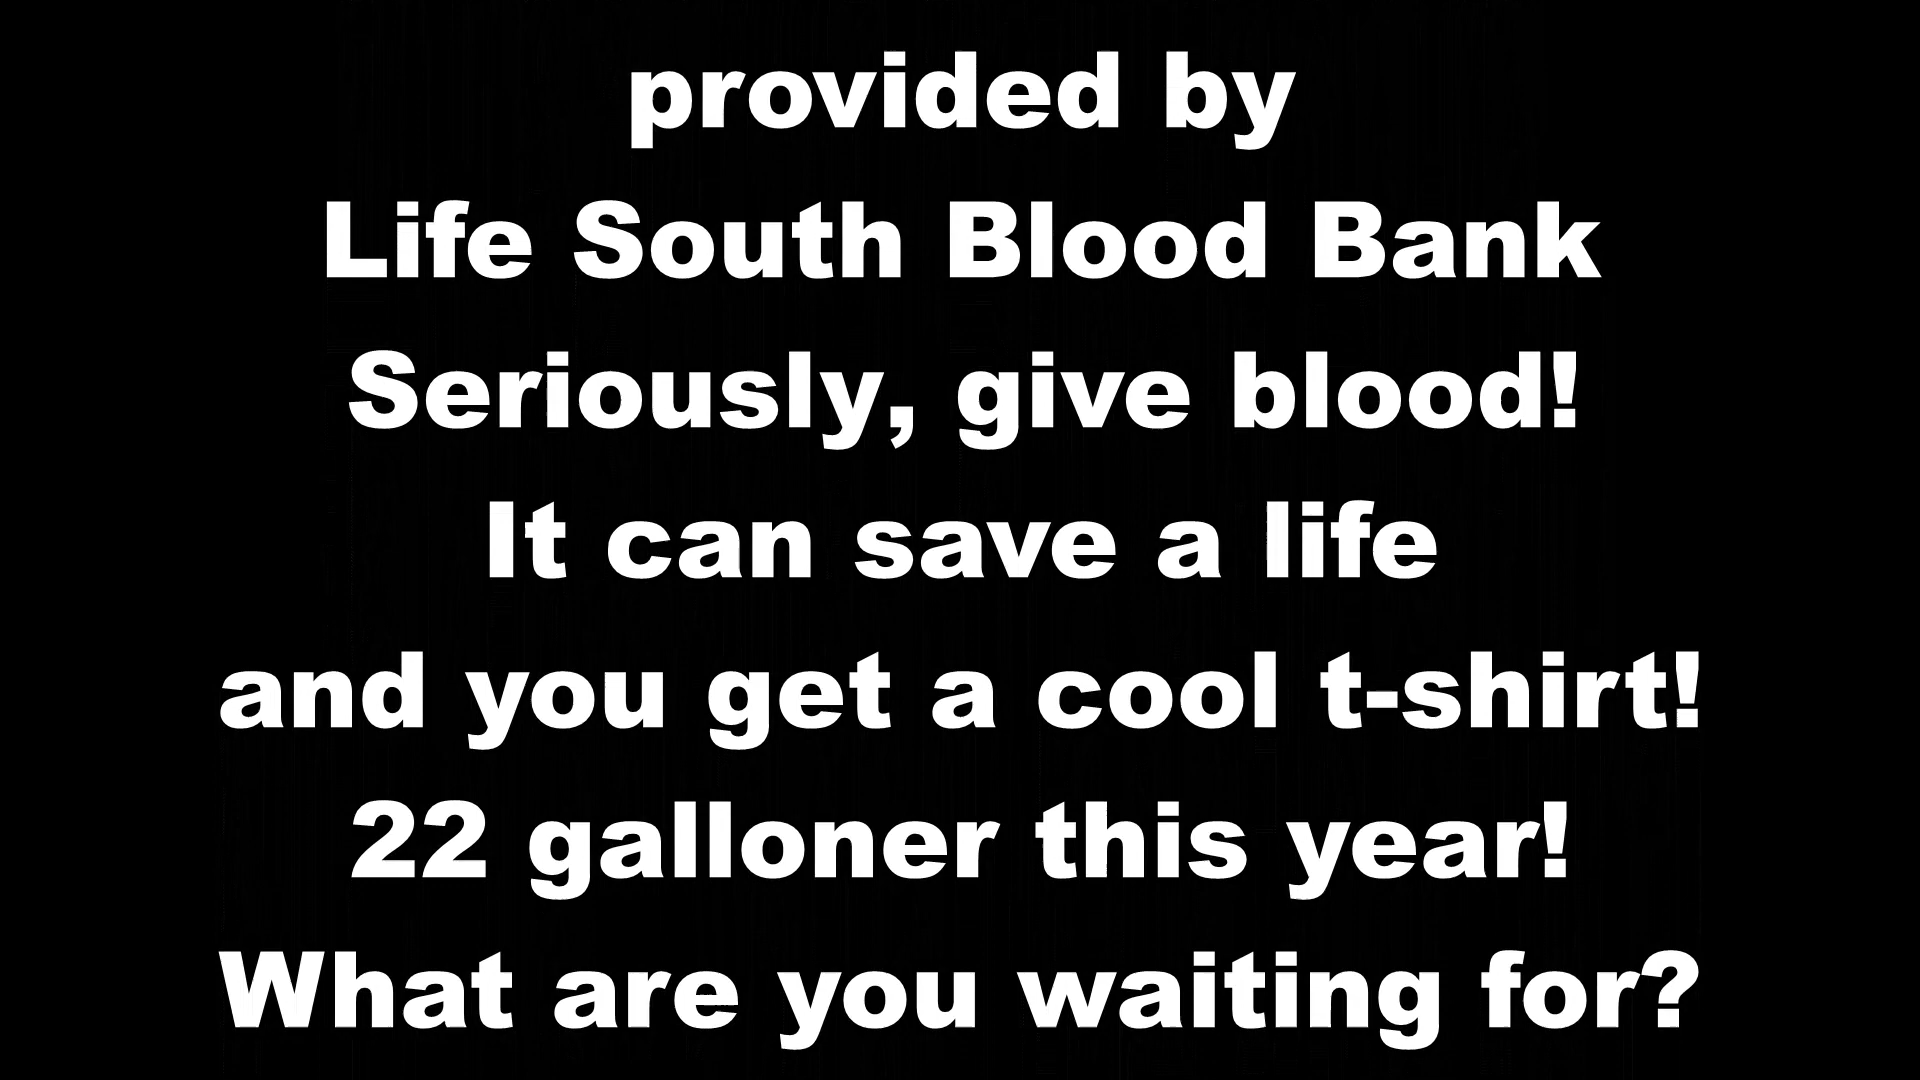 provided by
Life South Blood Bank
Seriously, give blood!
It can save a life
and you get a cool t-shirt!
22 galloner this year!
What are you waiting for?